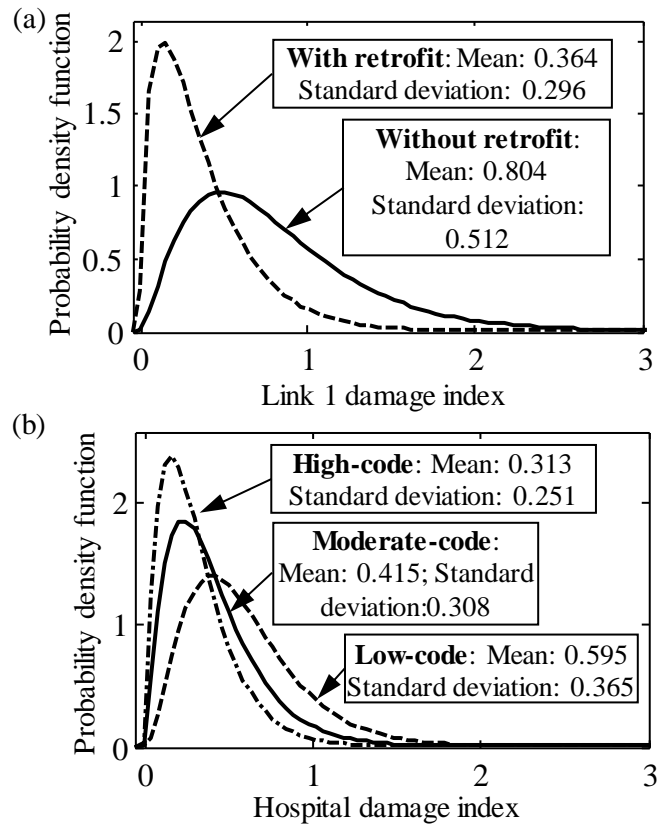 (a)
Probability density function
2
1.5
1
0.5
0
With retrofit: Mean: 0.364
Standard deviation: 0.296
Without retrofit:
Mean: 0.804
Standard deviation:
0.512
0
1
2
3
Link 1 damage index
(b)
Probability density function
2
1
0
High-code: Mean: 0.313
Standard deviation: 0.251
Moderate-code:
Mean: 0.415; Standard
deviation:0.308
Low-code: Mean: 0.595
Standard deviation: 0.365
0
1
2
3
Hospital damage index